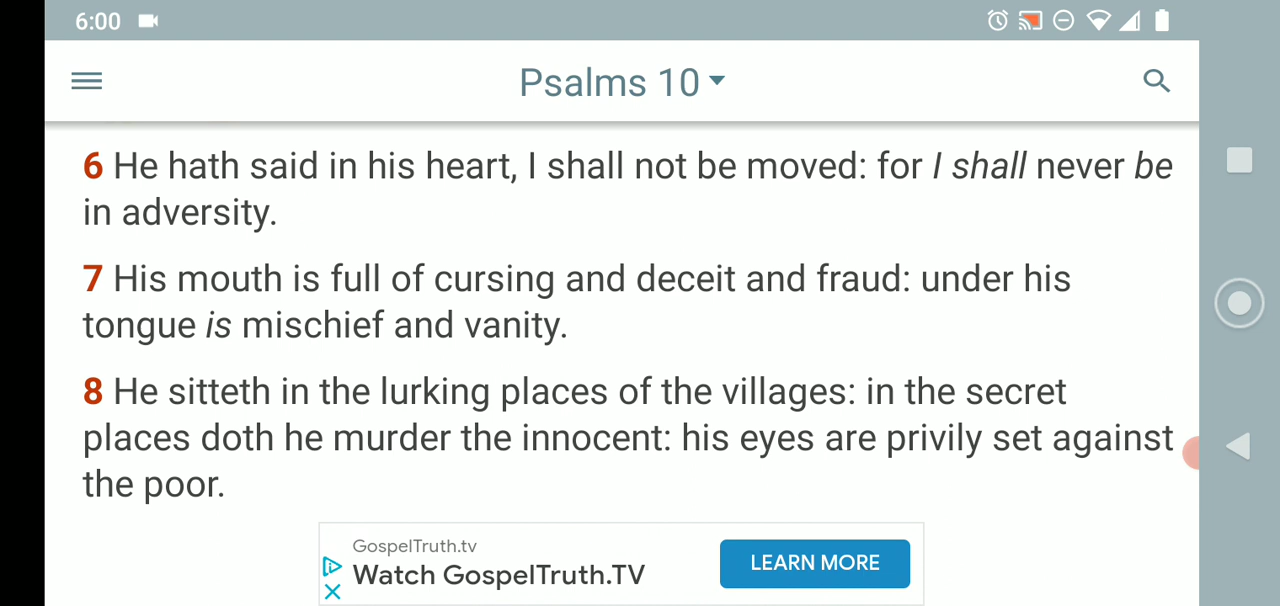 6:00
Psalms 10
6 He hath said in his heart, I shall not be moved: for I shall never be
in adversity.
7 His mouth is full of cursing and deceit and fraud: under his
tongue is mischief and vanity.
8 He sitteth in the lurking places of the villages: in the secret
places doth he murder the innocent: his eyes are privily set against
the poor.
GospelTruth.tv
Watch GospelTruth.TV
LEARN MORE